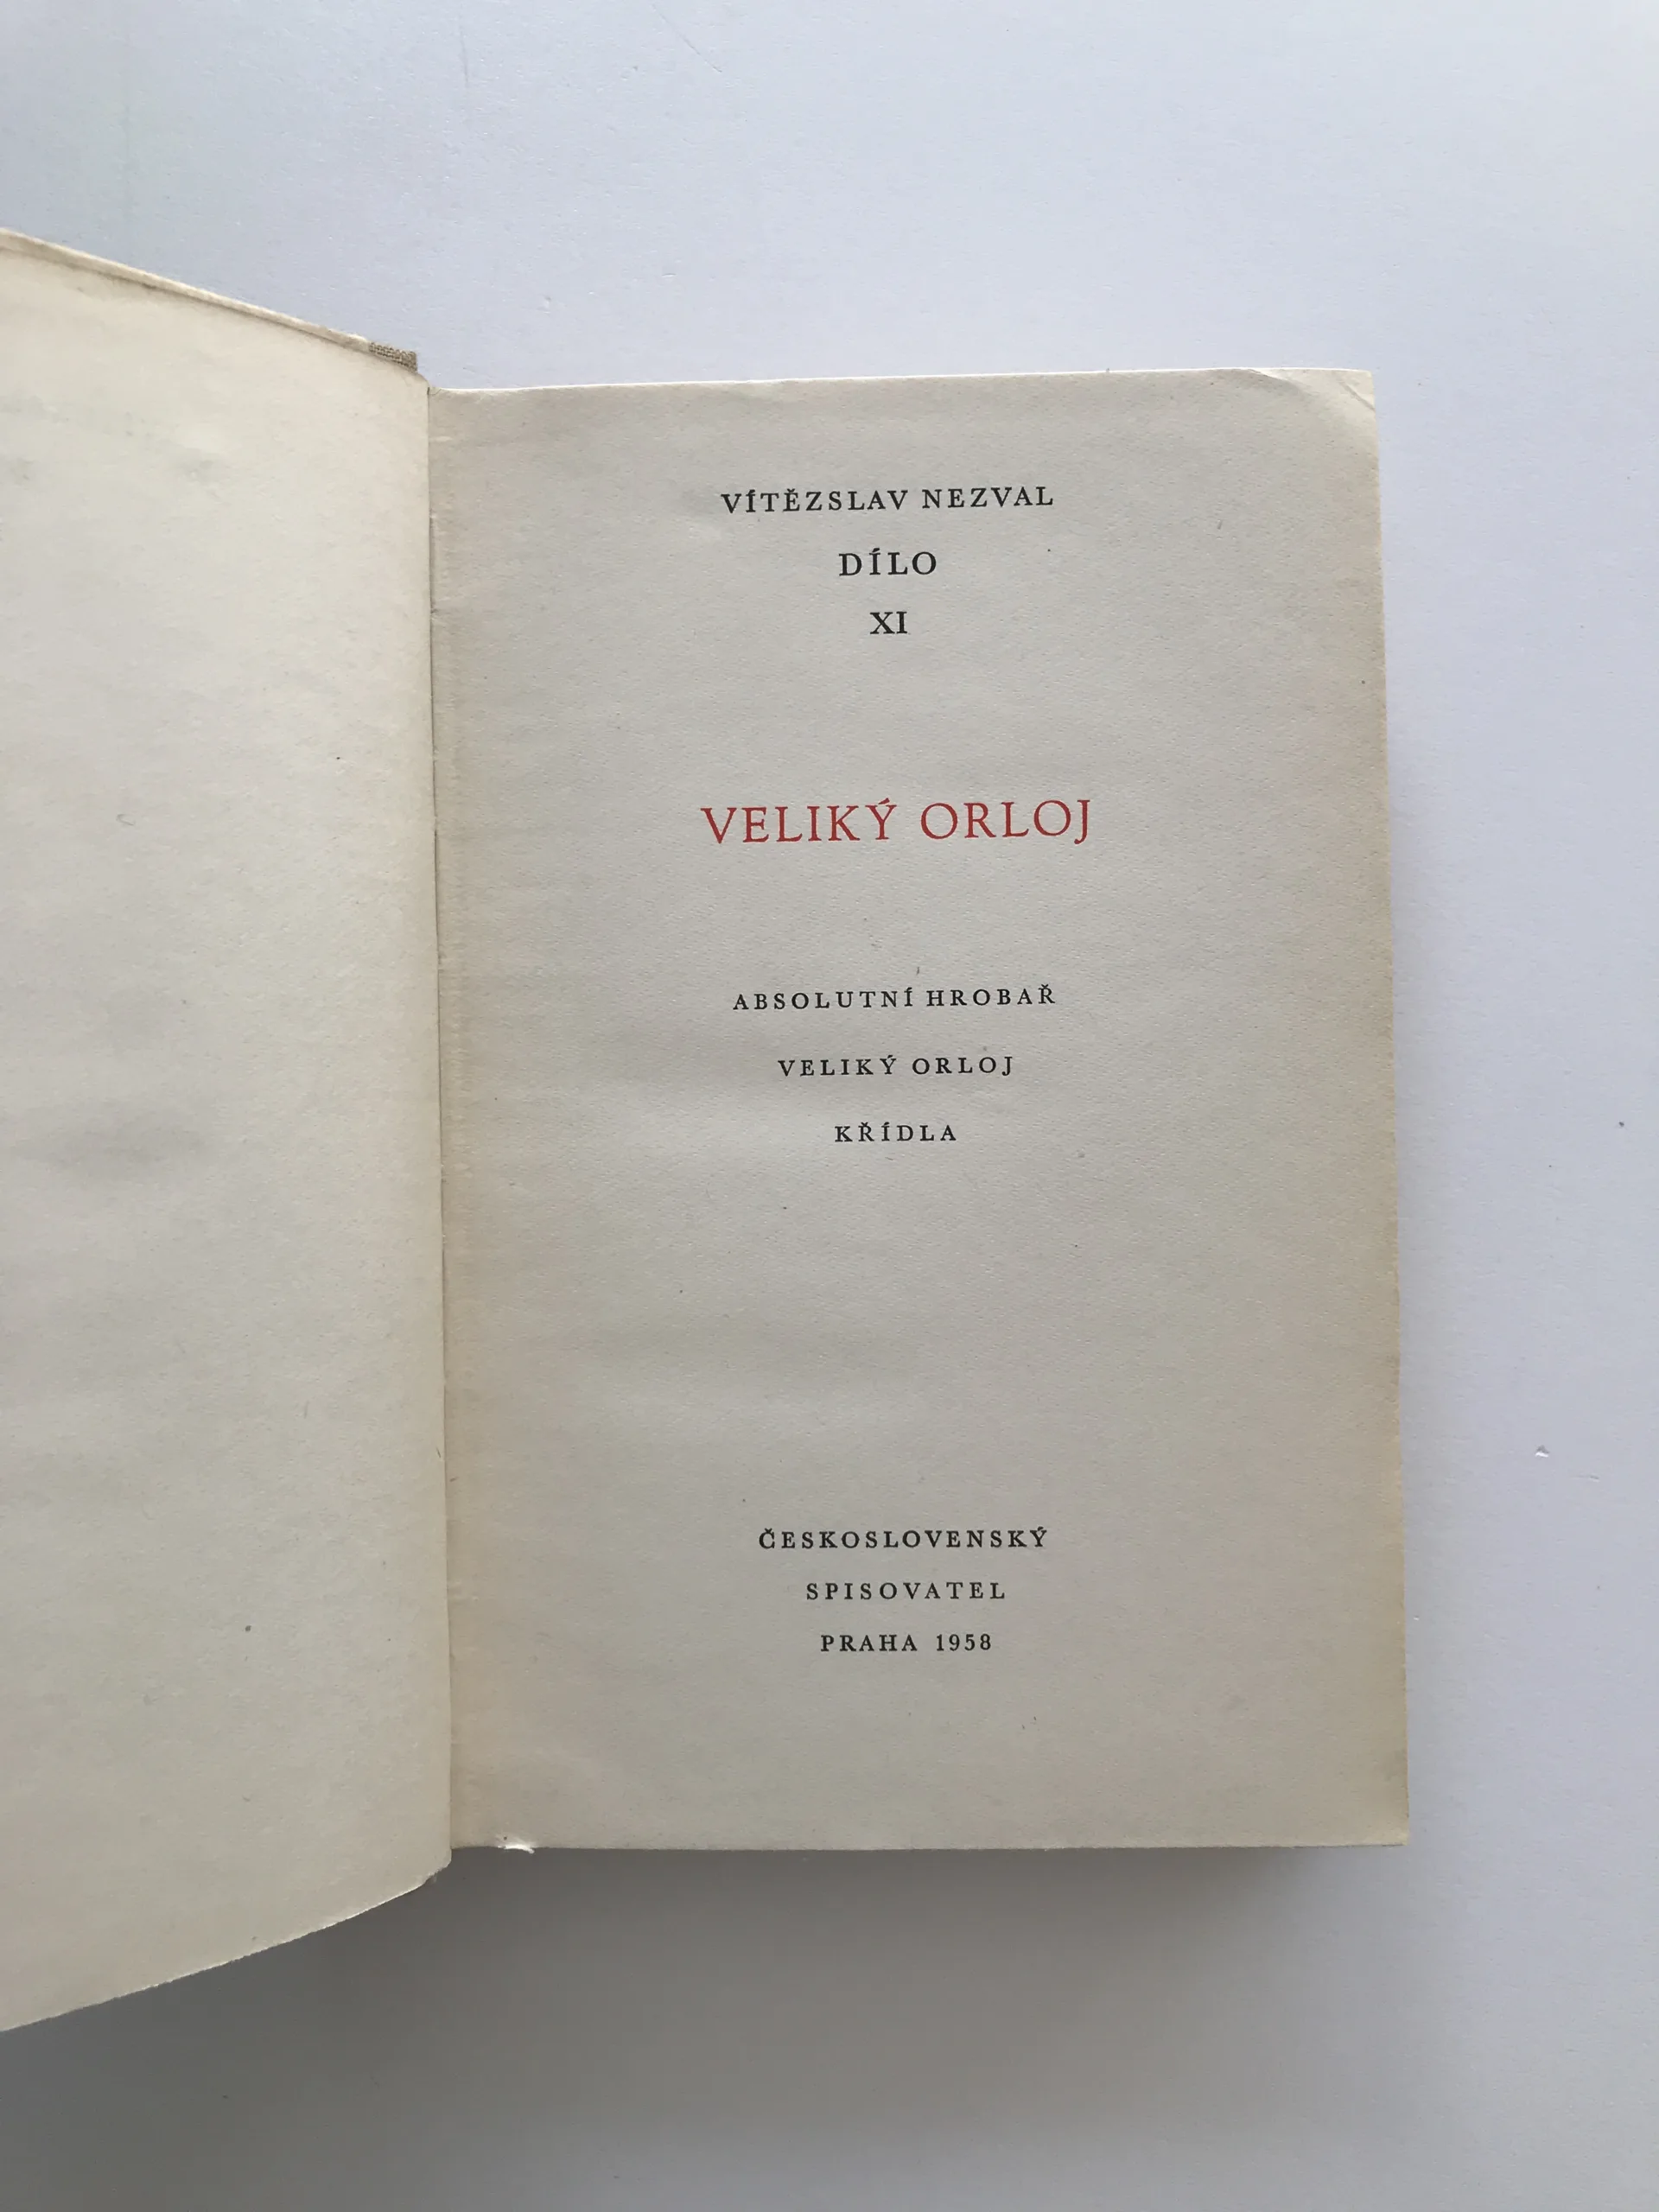 VÍTĚZSLAV NEZVAL
DÍLO
XI
VELIKÝ ORLOJ
ABSOLUTNÍ HROBAŘ
VELIKÝ ORLOJ
KŘÍDLA
ČESKOSLOVENSKÝ
SPISOVATEL
PRAHA 1958